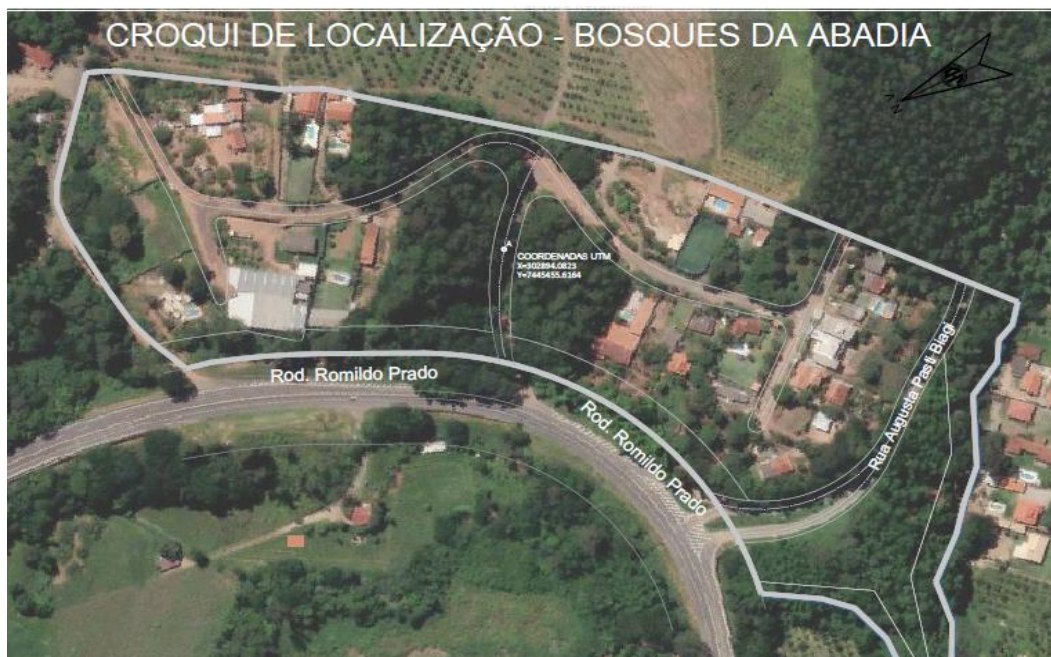 CROQUI DE LOCALIZAÇÃO - BOSQUES DA ABADIA
A
COORDENADAS UTM
X=302894.0823
Y=7445455.6164
Rod. Romildo Prado
Rod. Romildo Prado
Rua Augusta Pasti Biagi